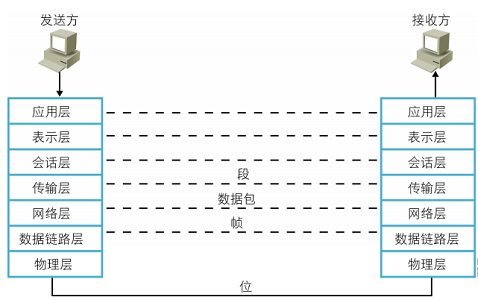 发送方
接收方
应用层
应用层
表示层
表示层
会话层
会话层
段
传输层
传输层
数据包
网络层
网络层
帧
数据链路层
数据链路层
物理层
物理层
位